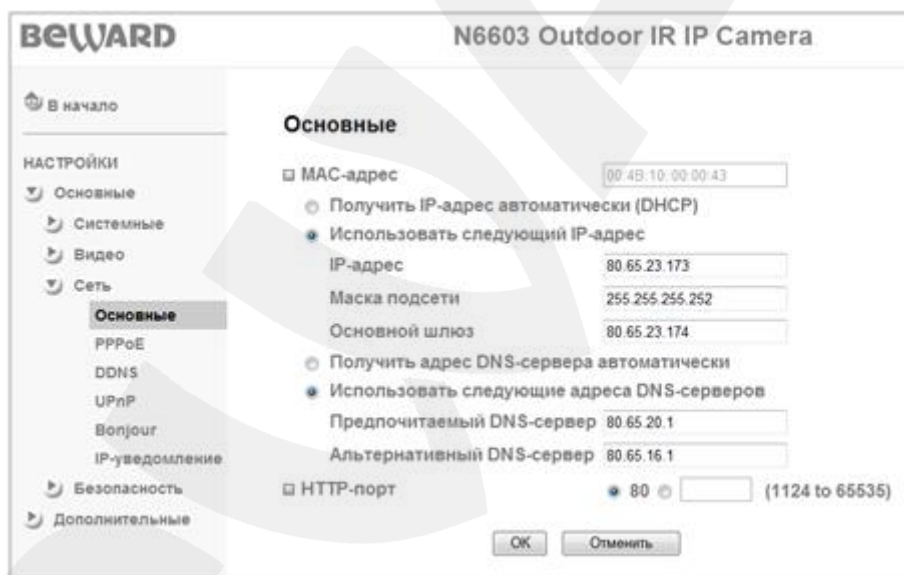 BEWARD
N6603 Outdoor IR IP Camera
В начало
НАСТРОЙКИ
Основные
Системные
Видео
Сеть
Основные
PPPoE
DDNS
UPnP
Bonjour
IP-уведомление
Безопасность
Дополнительные
Основные
MAC-адрес 00:4B:10:00:00:43
Получить IP-адрес автоматически (DHCP)
Использовать следующий IP-адрес
IP-адрес 80.65.23.173
Маска подсети 255.255.255.252
Основной шлюз 80.65.23.174
Получить адрес DNS-сервера автоматически
Использовать следующие адреса DNS-серверов
Предпочитаемый DNS-сервер 80.65.20.1
Альтернативный DNS-сервер 80.65.16.1
HTTP-порт 80 (1124 to 65535)
OK Отменить